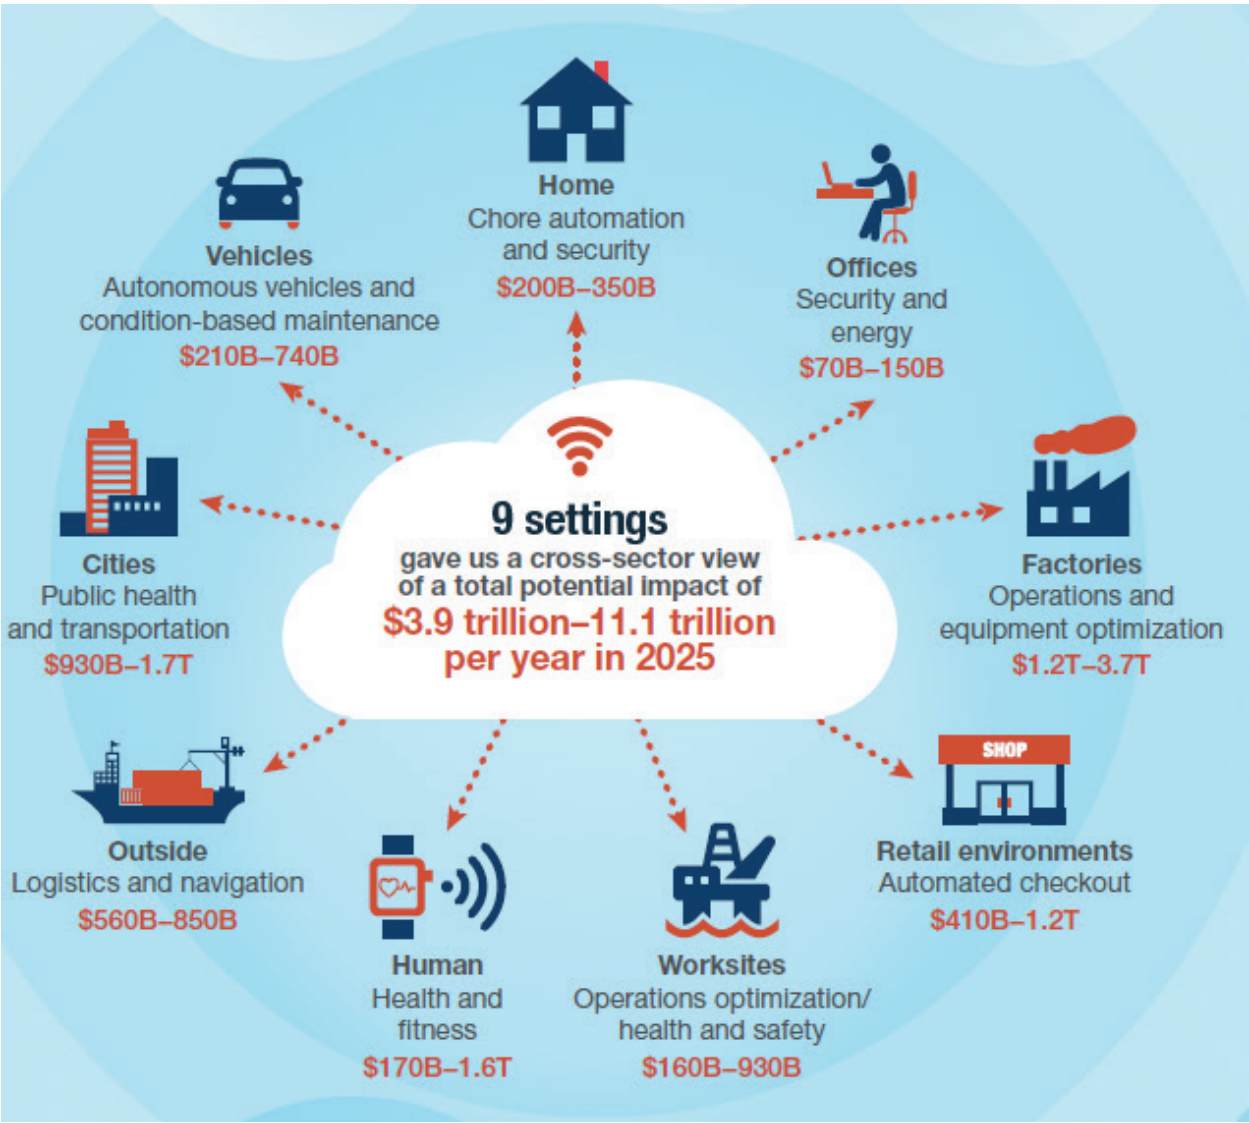 Home
Chore automation
and security
$200B–350B
Offices
Security and
energy
$70B–150B
Vehicles
Autonomous vehicles and
condition-based maintenance
$210B–740B
9 settings
gave us a cross-sector view
of a total potential impact of
$3.9 trillion–11.1 trillion
per year in 2025
Cities
Public health
and transportation
$930B–1.7T
Factories
Operations and
equipment optimization
$1.2T–3.7T
Outside
Logistics and navigation
$560B–850B
Human
Health and
fitness
$170B–1.6T
Worksites
Operations optimization/
health and safety
$160B–930B
SHOP
Retail environments
Automated checkout
$410B–1.2T